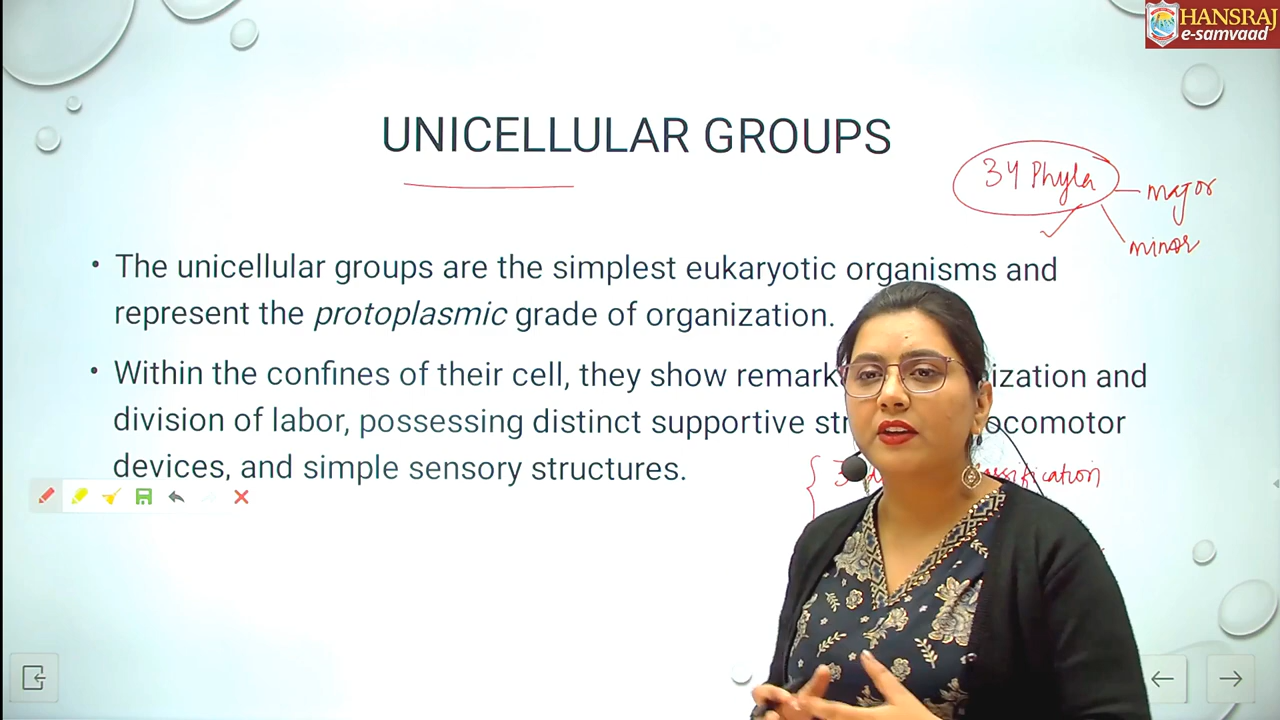 HANSRAJ
e-samvaad
UNICELLULAR GROUPS
34 Phyla
major
minor
• The unicellular groups are the simplest eukaryotic organisms and
represent the protoplasmic grade of organization.
• Within the confines of their cell, they show ization and
division of labor, possessing distinct supportive ocomotor
devices, and simple sensory structures.